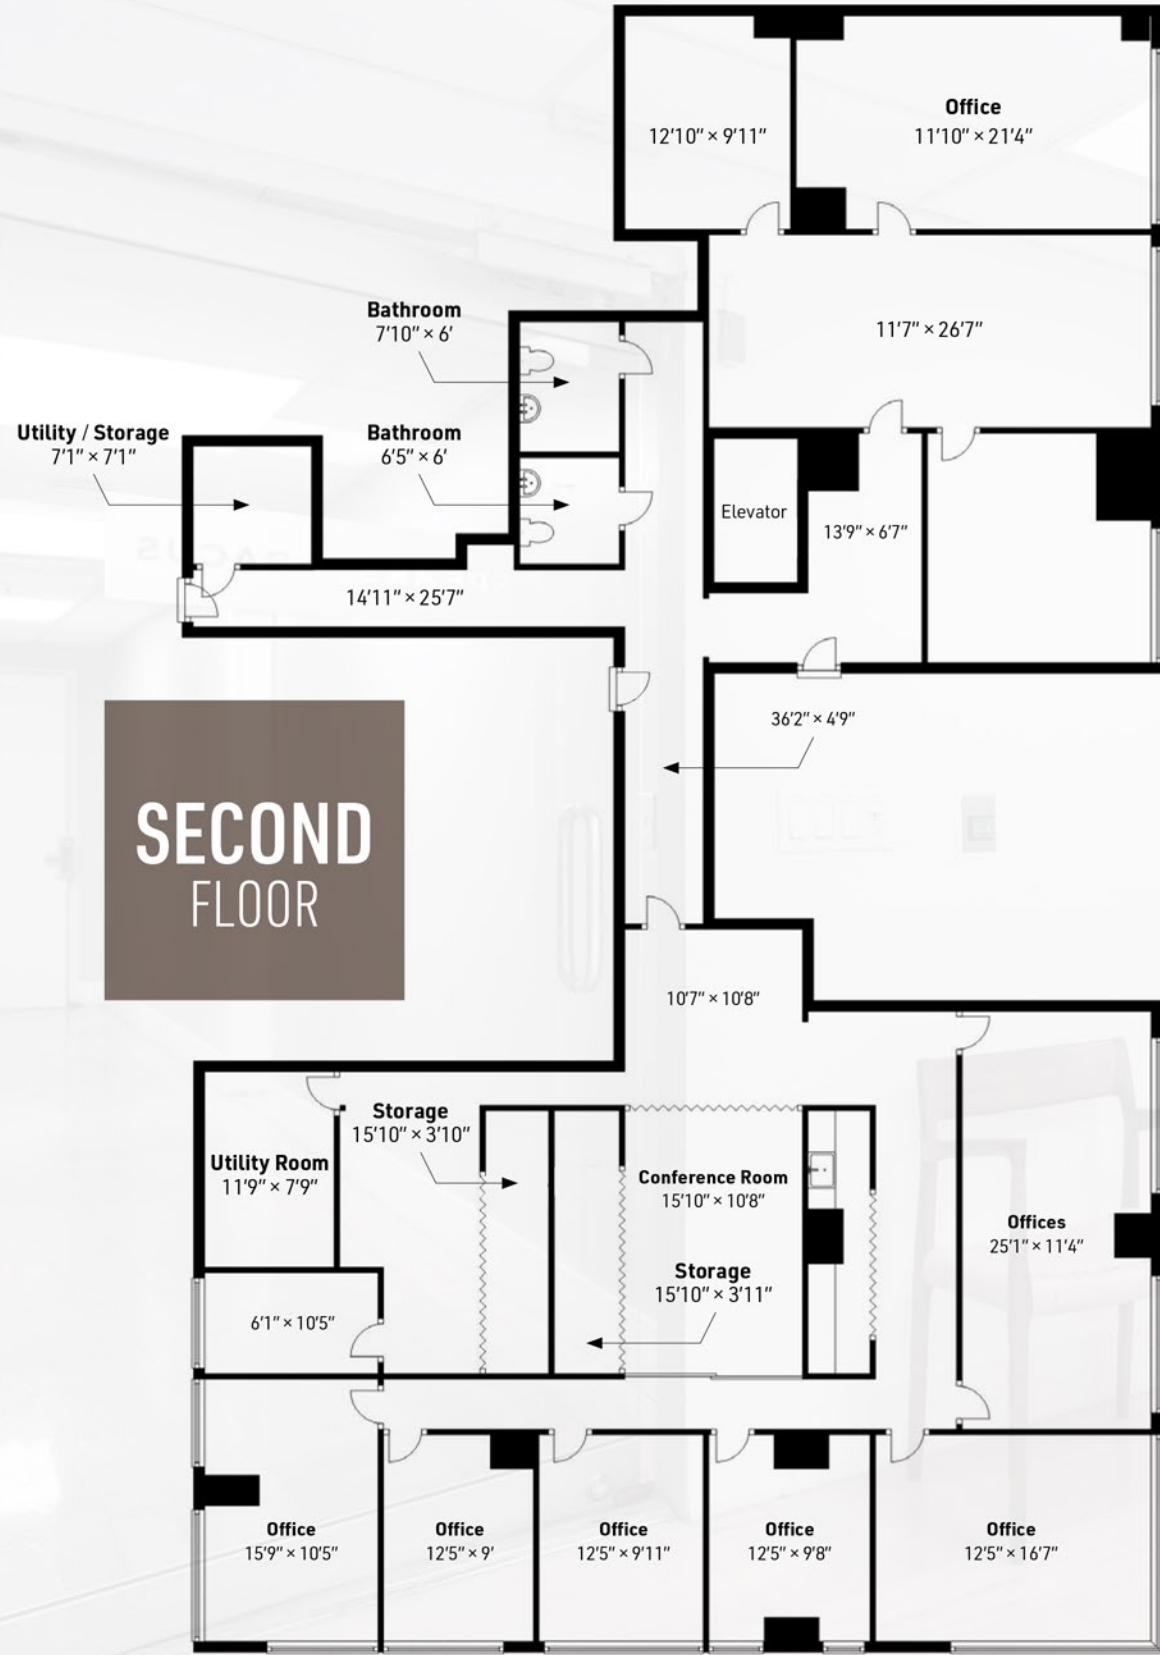 Office
12'10" × 9'11"
11'10" × 21'4"
Bathroom
7'10" × 6'
11'7" × 26'7"
Utility / Storage
7'1" × 7'1"
Bathroom
6'5" × 6'
Elevator
13'9" × 6'7"
14'11" × 25'7"
36'2" × 4'9"
SECOND
FLOOR
10'7" × 10'8"
Storage
15'10" × 3'10"
Utility Room
11'9" × 7'9"
Conference Room
15'10" × 10'8"
Offices
25'1" × 11'4"
Storage
15'10" × 3'11"
6'1" × 10'5"
Office
15'9" × 10'5"
Office
12'5" × 9'
Office
12'5" × 9'11"
Office
12'5" × 9'8"
Office
12'5" × 16'7"